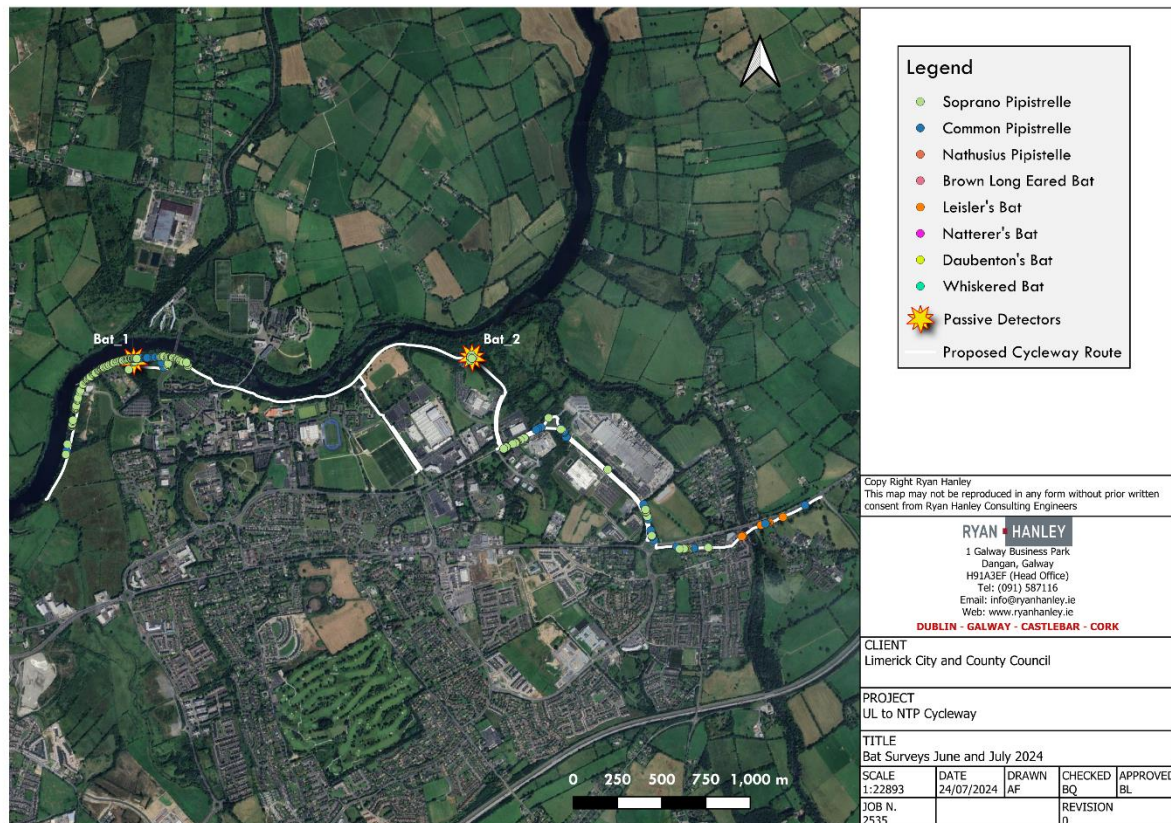 Bat_1
Bat_2
0 250 500 750 1,000 m
Legend
Soprano Pipistrelle
Common Pipistrelle
Nathusius Pipistelle
Brown Long Eared Bat
Leisler's Bat
Natterer's Bat
Daubenton's Bat
Whiskered Bat
Passive Detectors
Proposed Cycleway Route
Copy Right Ryan Hanley
This map may not be reproduced in any form without prior written
consent from Ryan Hanley Consulting Engineers
RYAN HANLEY
1 Galway Business Park
Dangan, Galway
H91A3EF (Head Office)
Tel: (091) 587116
Email: info@ryanhanley.ie
Web: www.ryanhanley.ie
DUBLIN - GALWAY - CASTLEBAR - CORK
CLIENT
Limerick City and County Council
PROJECT
UL to NTP Cycleway
TITLE
Bat Surveys June and July 2024
SCALE DATE DRAWN CHECKED APPROVED
1:22893 24/07/2024 AF BQ BL
JOB N. REVISION
2535 0